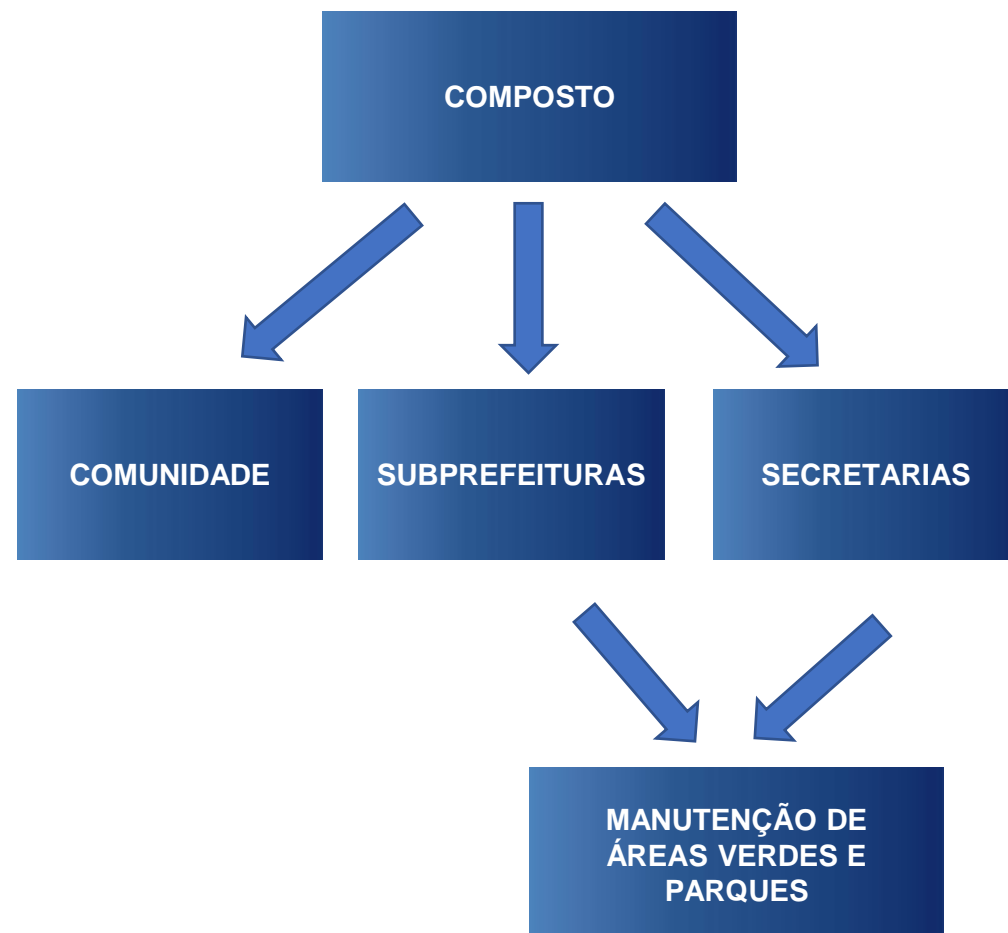 COMPOSTO
COMUNIDADE
SUBPREFEITURAS
SECRETARIAS
MANUTENÇÃO DE
ÁREAS VERDES E
PARQUES